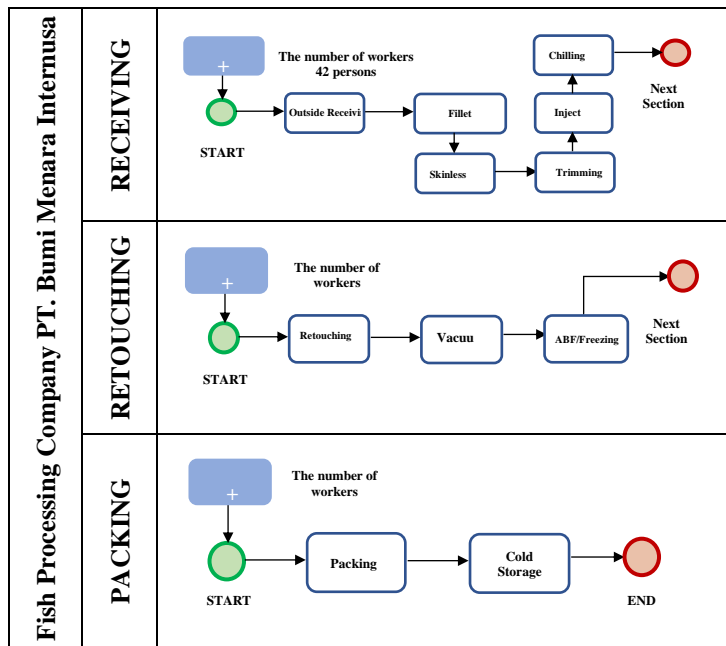 Fish Processing Company PT. Bumi Menara Internusa
RECEIVING
+
The number of workers
42 persons
START
Outside Receivi
Fillet
Skinless
Trimming
Inject
Chilling
Next
Section
RETOUCHING
+
The number of
workers
START
Retouching
Vacuu
ABF/Freezing
Next
Section
PACKING
+
The number of
workers
START
Packing
Cold
Storage
END